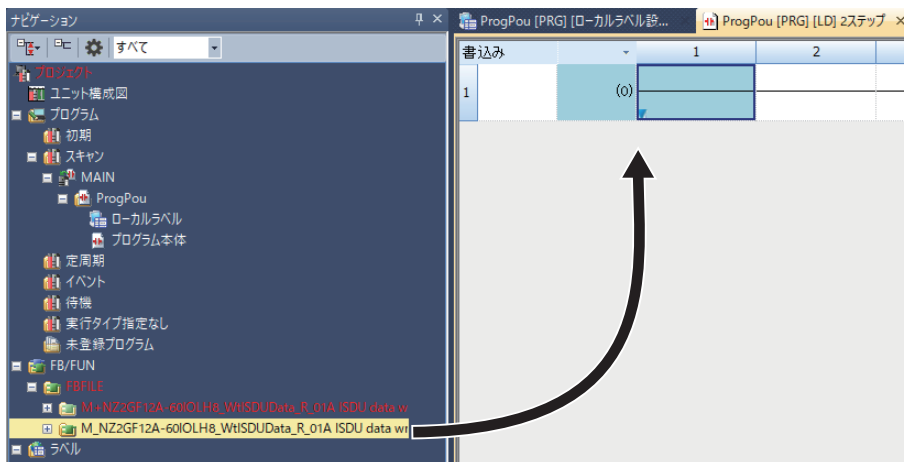 ナビゲーション
すべて
プロジェクト
ユニット構成図
プログラム
初期
スキャン
MAIN
ProgPou
ローカルラベル
プログラム本体
定周期
イベント
待機
実行タイプ指定なし
未登録プログラム
FB/FUN
FBFILE
M+NZ2GF12A-60IOLH8_WtISDUData_R_01A ISDU data w
M_NZ2GF12A-60IOLH8_WtISDUData_R_01A ISDU data wr
ラベル
ProgPou [PRG] [ローカルラベル設...
ProgPou [PRG] [LD] 2ステップ
書込み 1 2
1 (0)